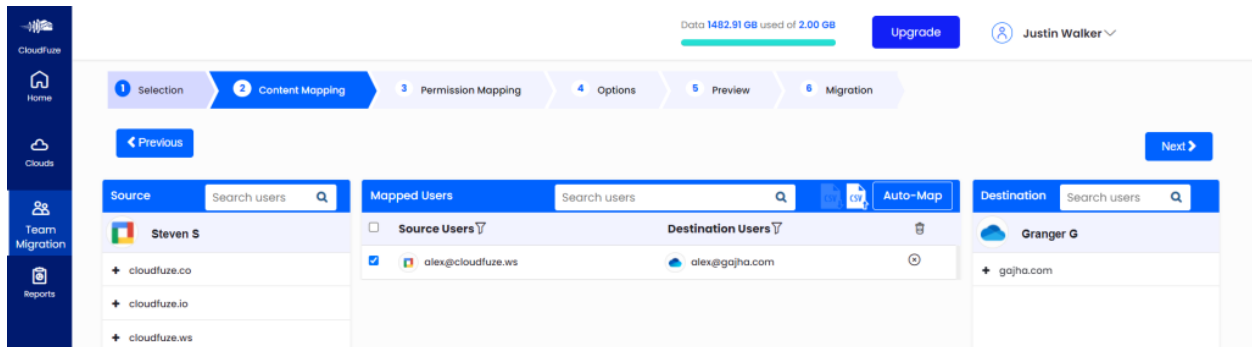 CloudFuze
Home
Clouds
Team
Migration
Reports
Data 1482.91 GB used of 2.00 GB
Upgrade
Justin Walker
1 Selection
2 Content Mapping
3 Permission Mapping
4 Options
5 Preview
6 Migration
Previous
Next
Source
Search users
Steven S
+ cloudfuze.co
+ cloudfuze.io
+ cloudfuze.ws
Mapped Users
Search users
CSV
CSV
Auto-Map
Source Users
Destination Users
alex@cloudfuze.ws
alex@gajha.com
Destination
Search users
Granger G
+ gajha.com